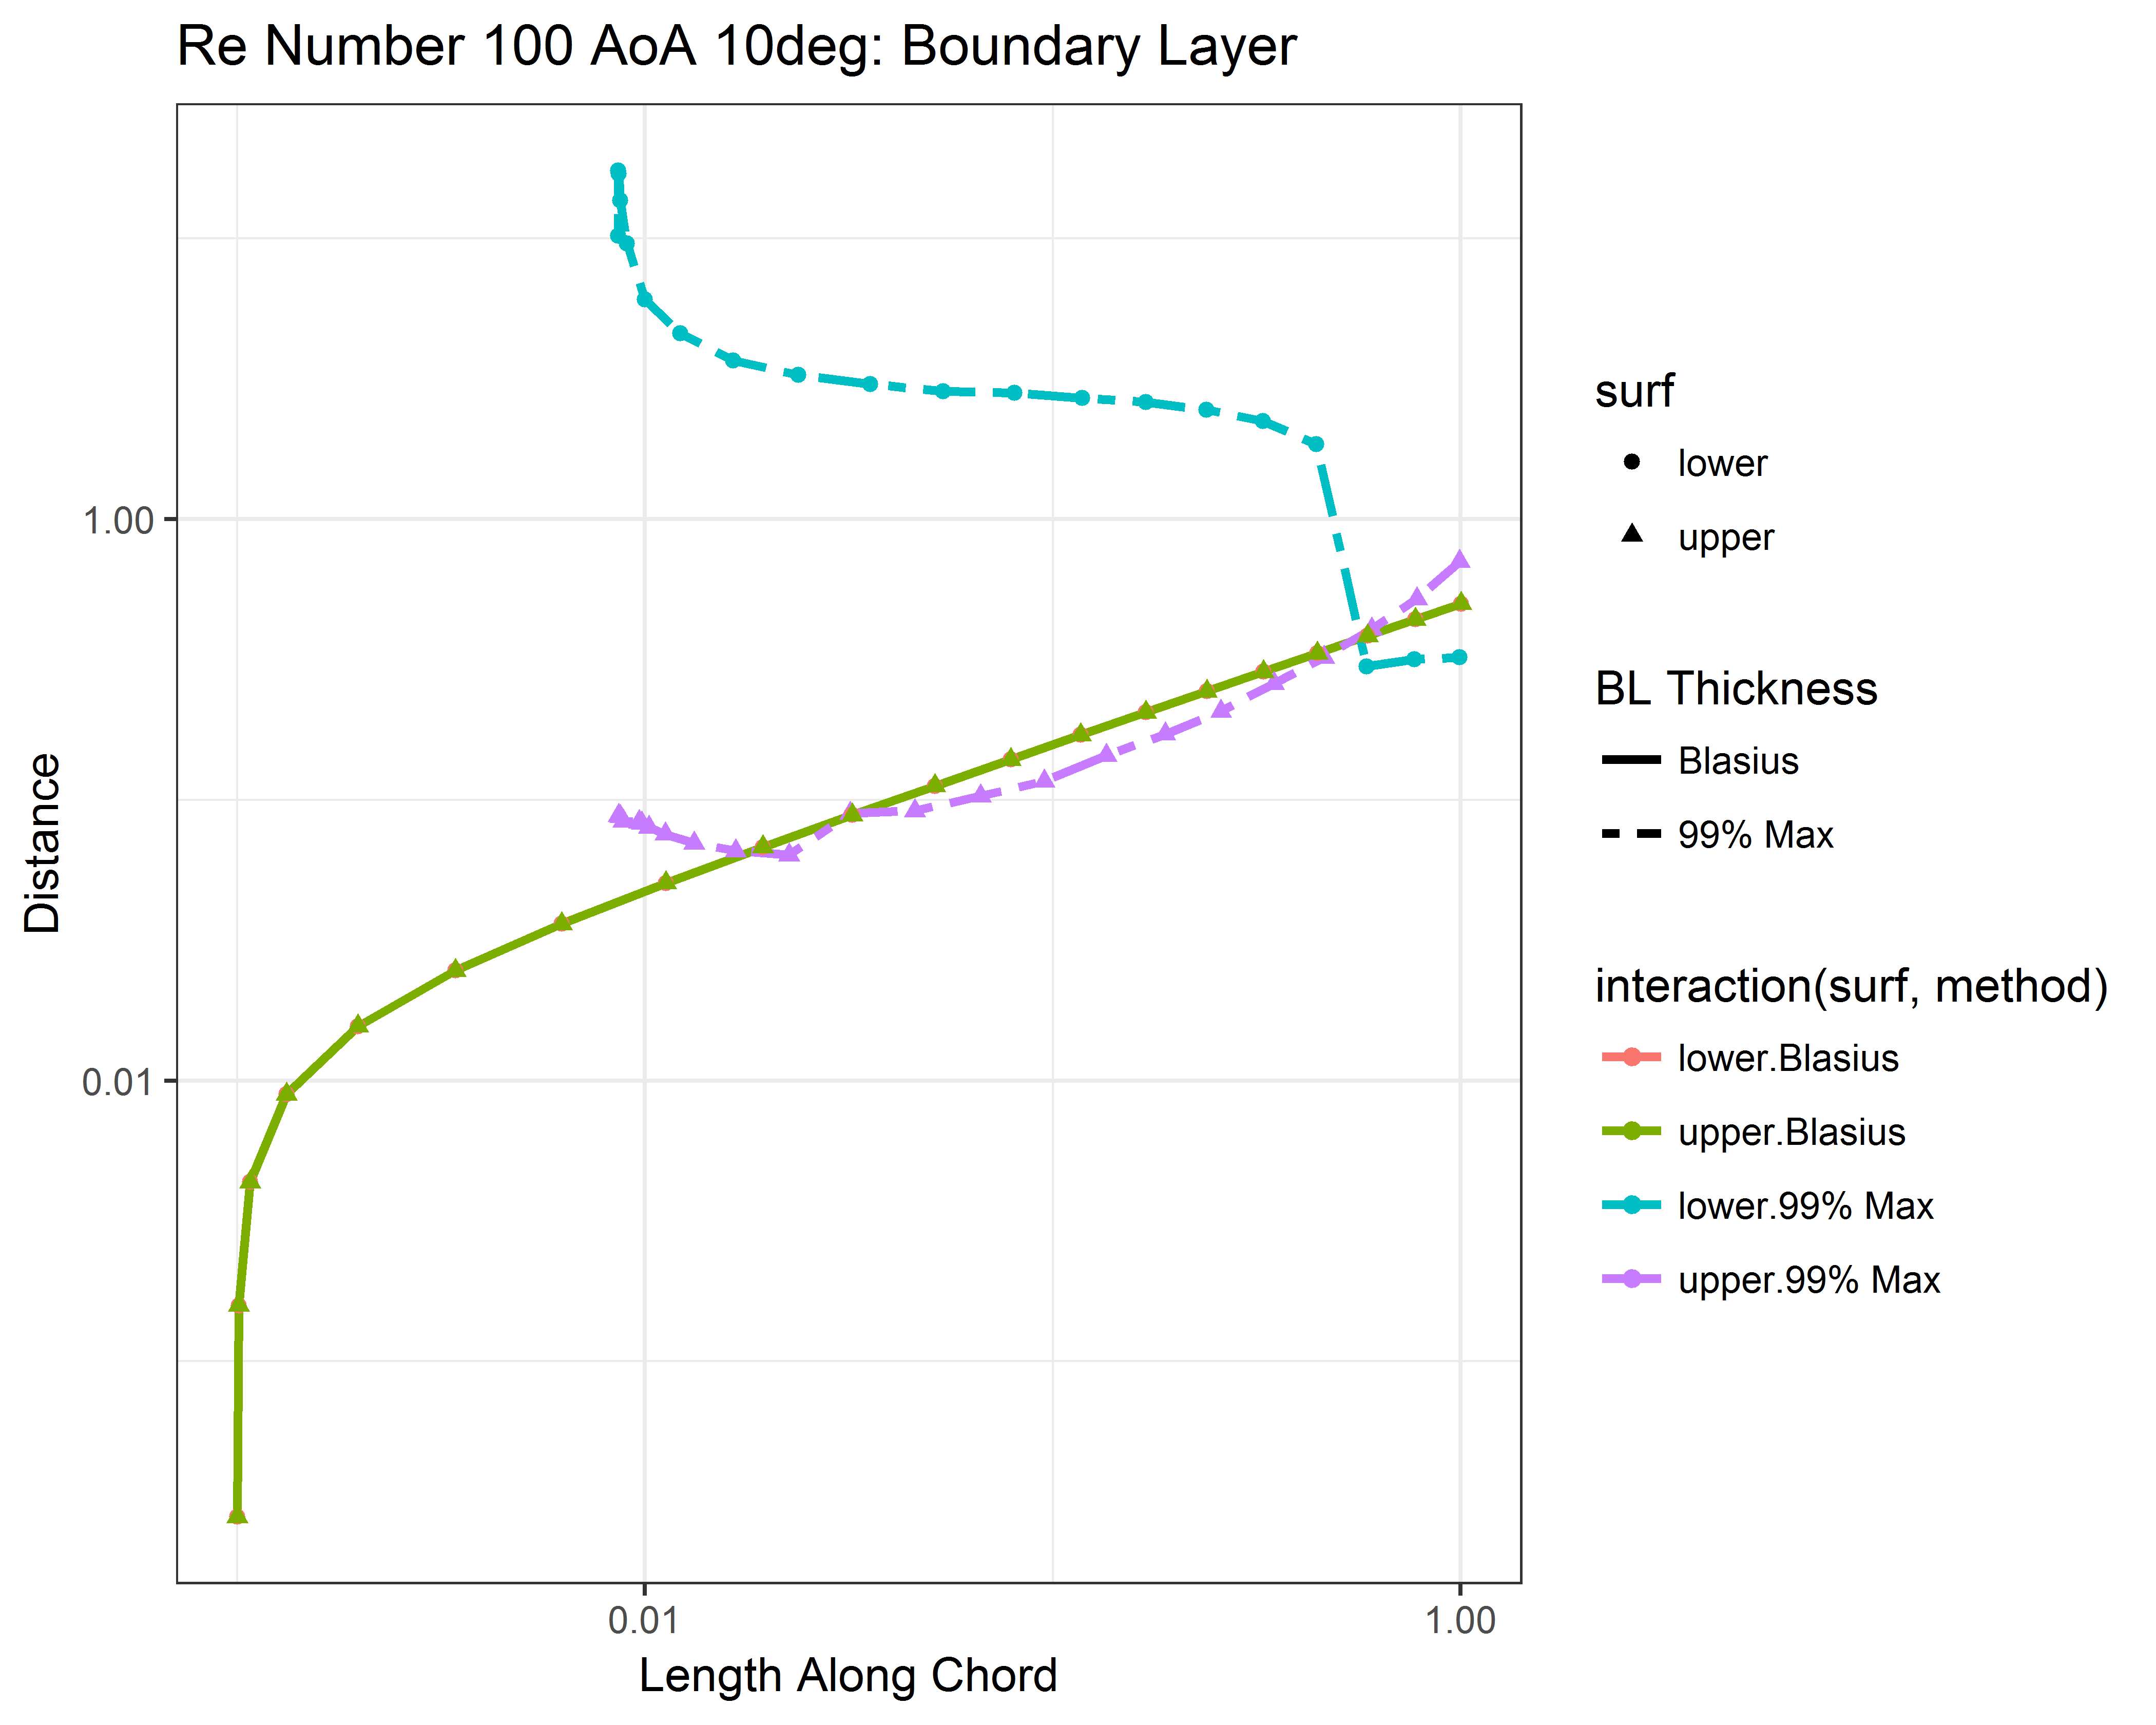 Re Number 100 AoA 10deg: Boundary Layer
1.00
0.01
Distance
0.01
1.00
Length Along Chord
surf
lower
upper
BL Thickness
Blasius
99% Max
interaction(surf, method)
lower.Blasius
upper.Blasius
lower.99% Max
upper.99% Max